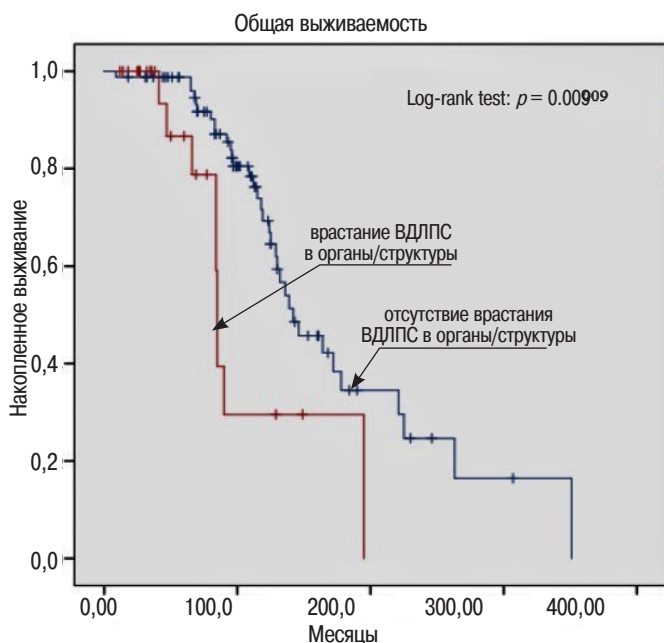 Общая выживаемость
Log-rank test: p = 0.00909
1,0
0,8
0,6
0,4
0,2
0,0
Накопленное выживание
врастание ВДЛПС
в органы/структуры
отсутствие врастания
ВДЛПС в органы/структуры
0,00 100,0 200,0 300,00 400,00
Месяцы